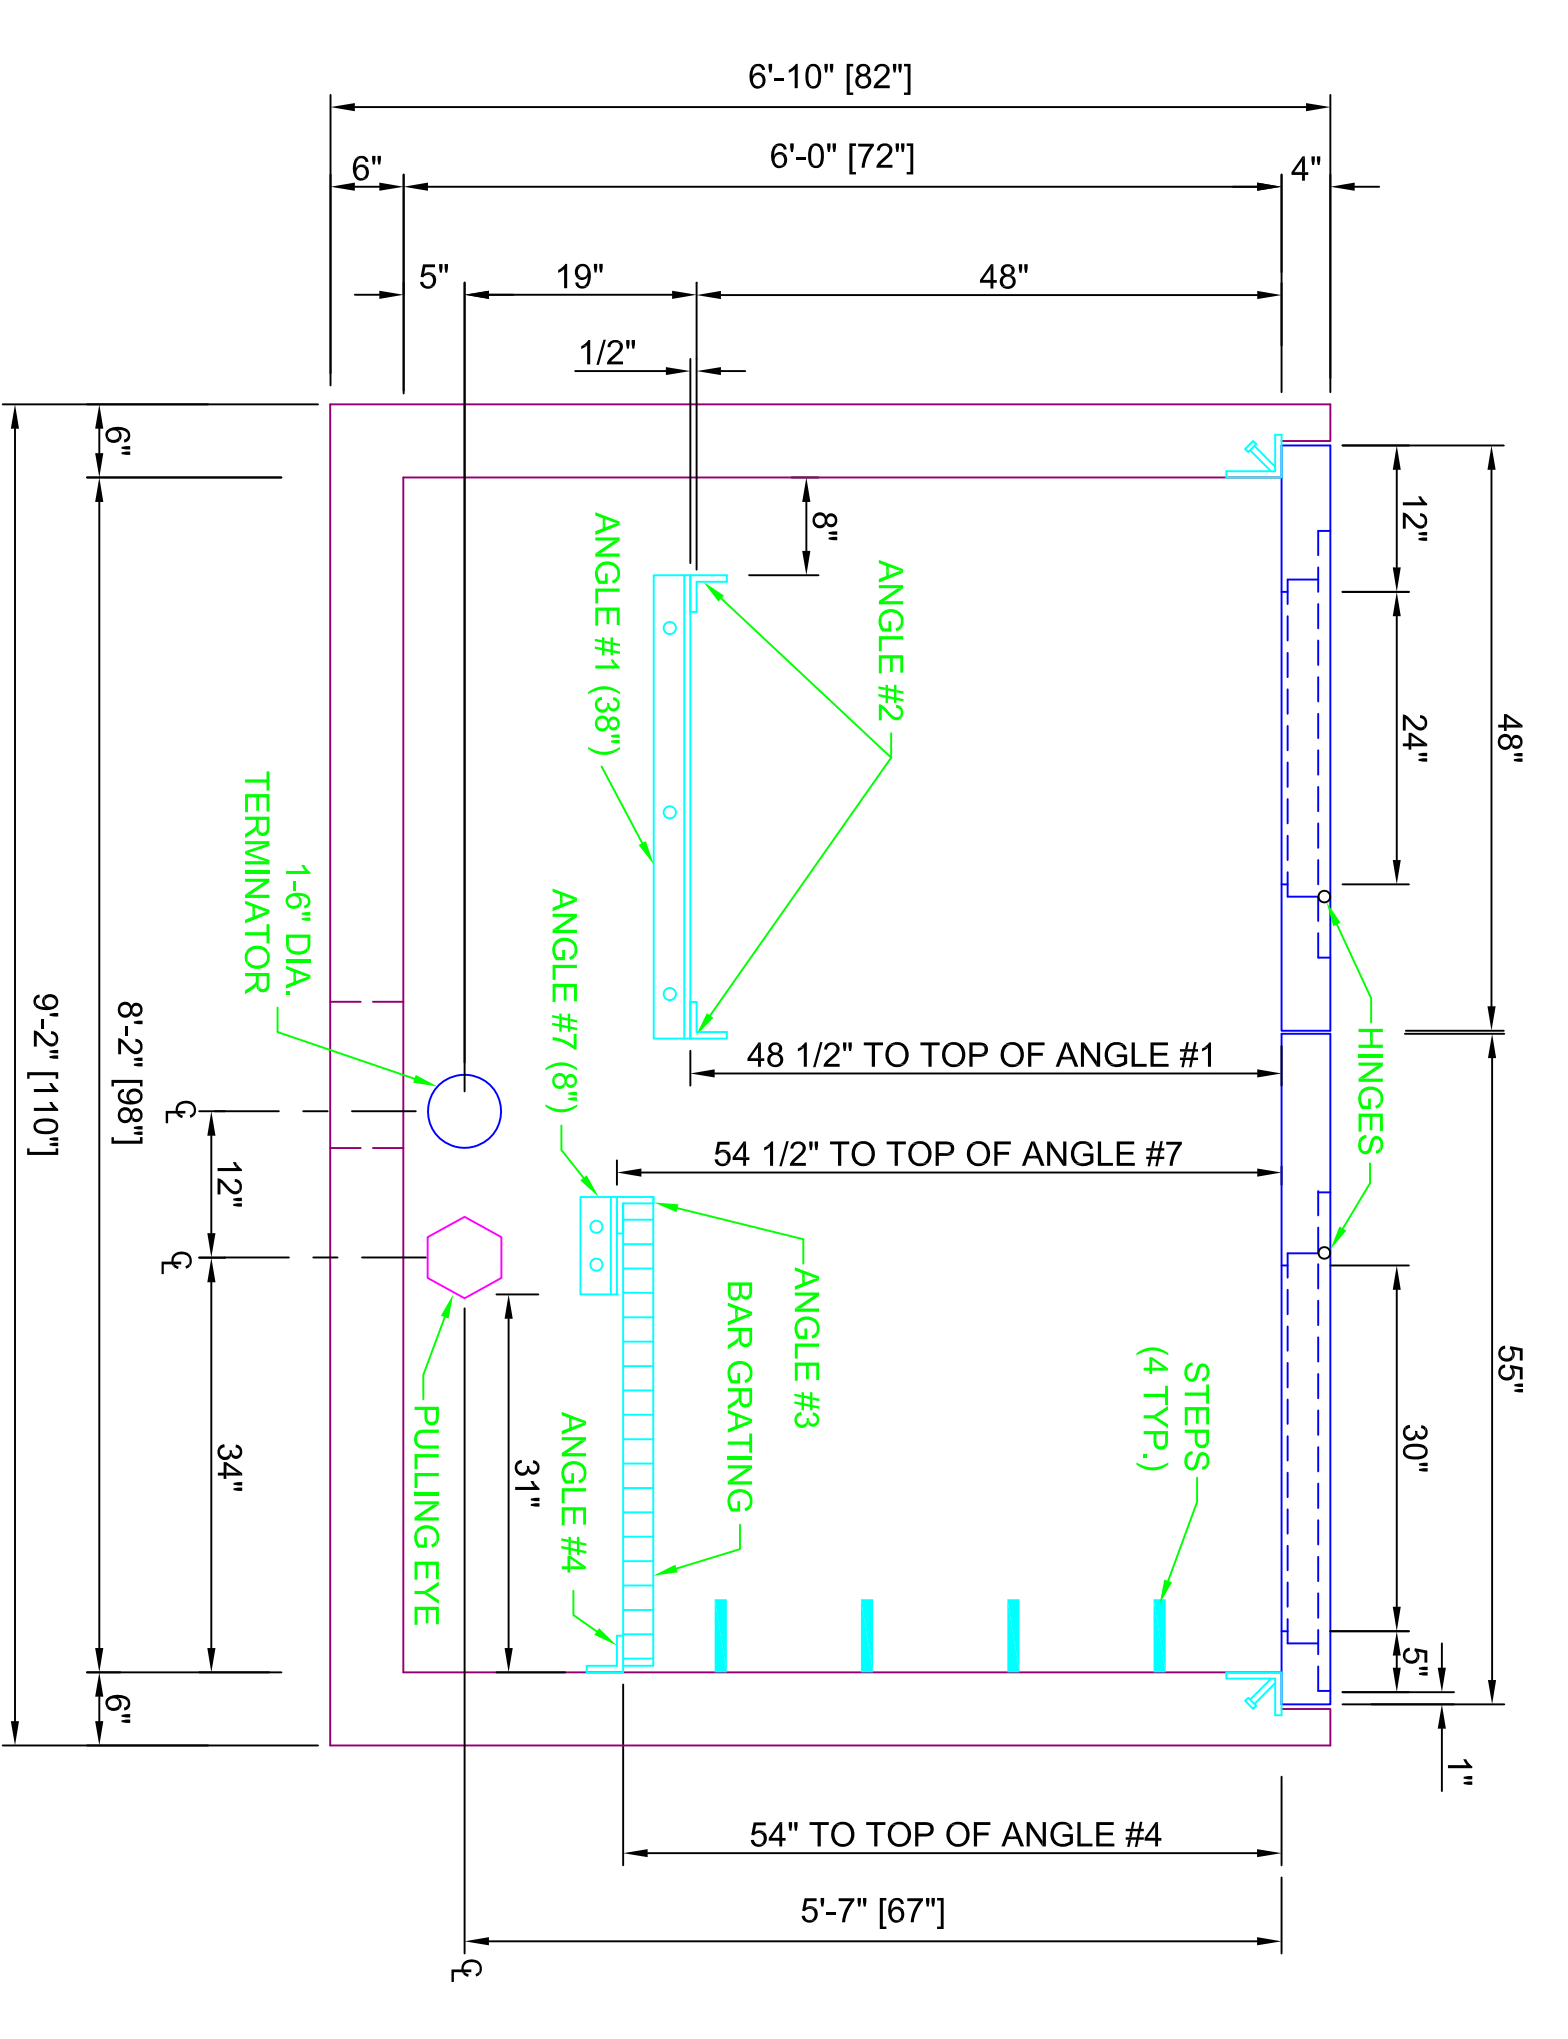 6'-10" [82"]
6'-0" [72"]
6"
4"
5"
19"
48"
1/2"
6"
8"
12"
24"
48"
ANGLE #2
ANGLE #1 (38")
1-6" DIA.
TERMINATOR
ANGLE #7 (8")
HINGES
48 1/2" TO TOP OF ANGLE #1
54 1/2" TO TOP OF ANGLE #7
9'-2" [110"]
8'-2" [98"]
CL
12"
CL
34"
31"
PULLING EYE
ANGLE #3
BAR GRATING
ANGLE #4
STEPS
(4 TYP.)
55"
30"
5"
1"
6"
54" TO TOP OF ANGLE #4
5'-7" [67"]
CL